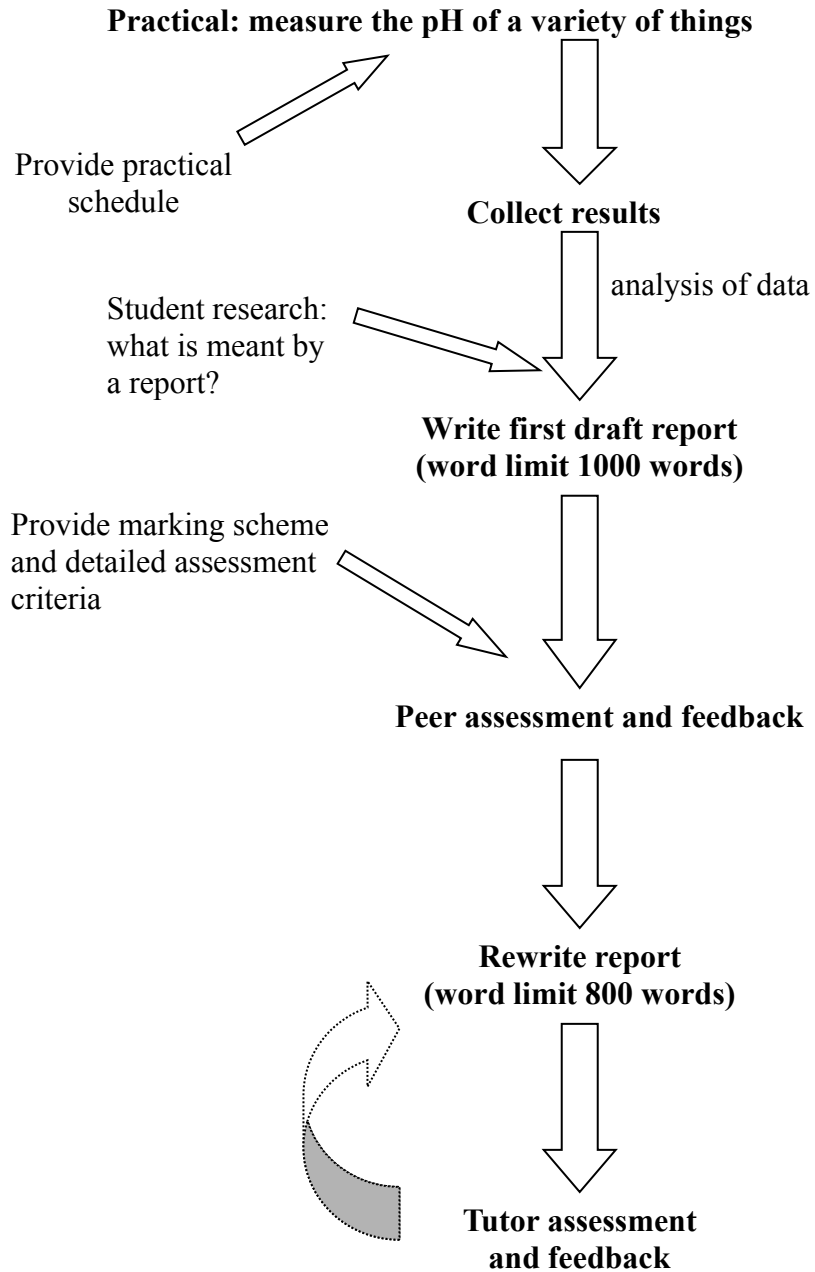 Practical: measure the pH of a variety of things
Provide practical
schedule
Collect results
analysis of data
Student research:
what is meant by
a report?
Write first draft report
(word limit 1000 words)
Provide marking scheme
and detailed assessment
criteria
Peer assessment and feedback
Rewrite report
(word limit 800 words)
Tutor assessment
and feedback